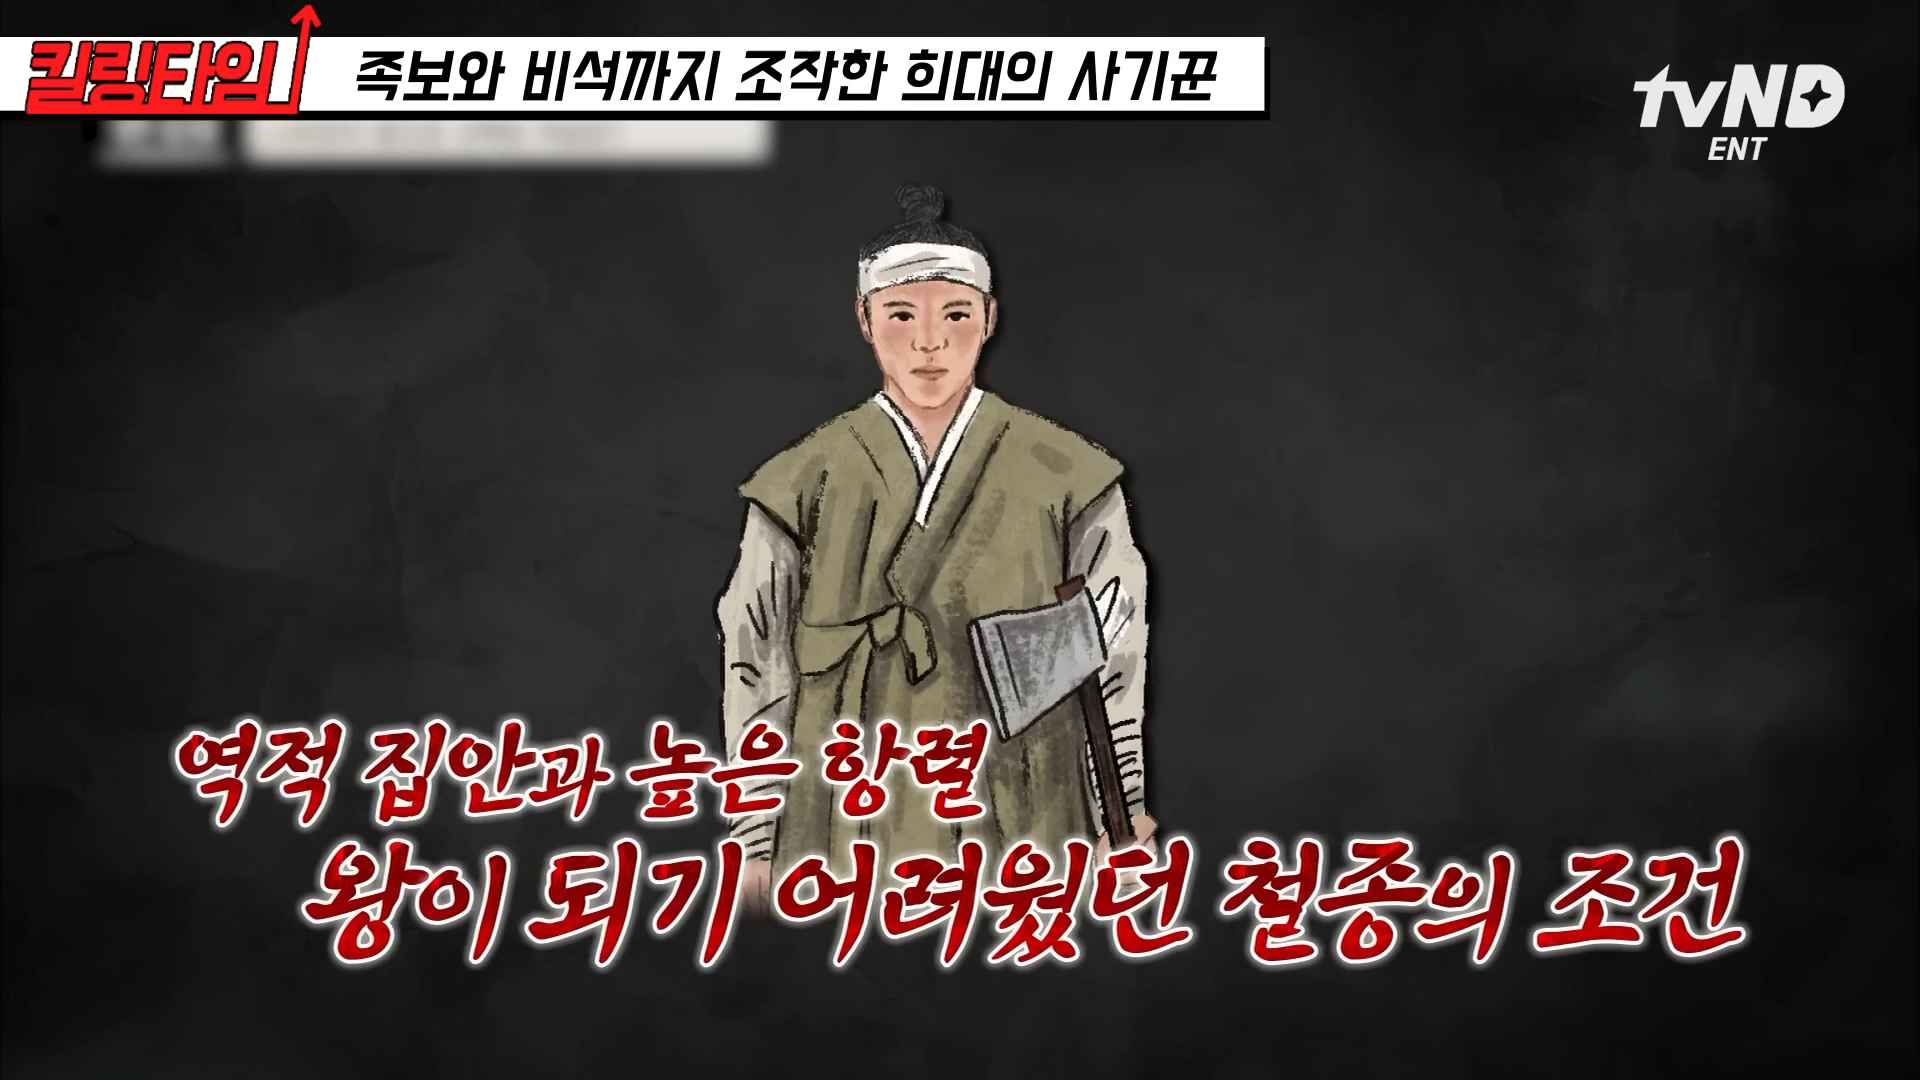 킬링타임
족보와 비석까지 조작한 희대의 사기꾼
tvND
ENT
역적 집안과 높은 항렬
왕이 되기 어려웠던 철종의 조건